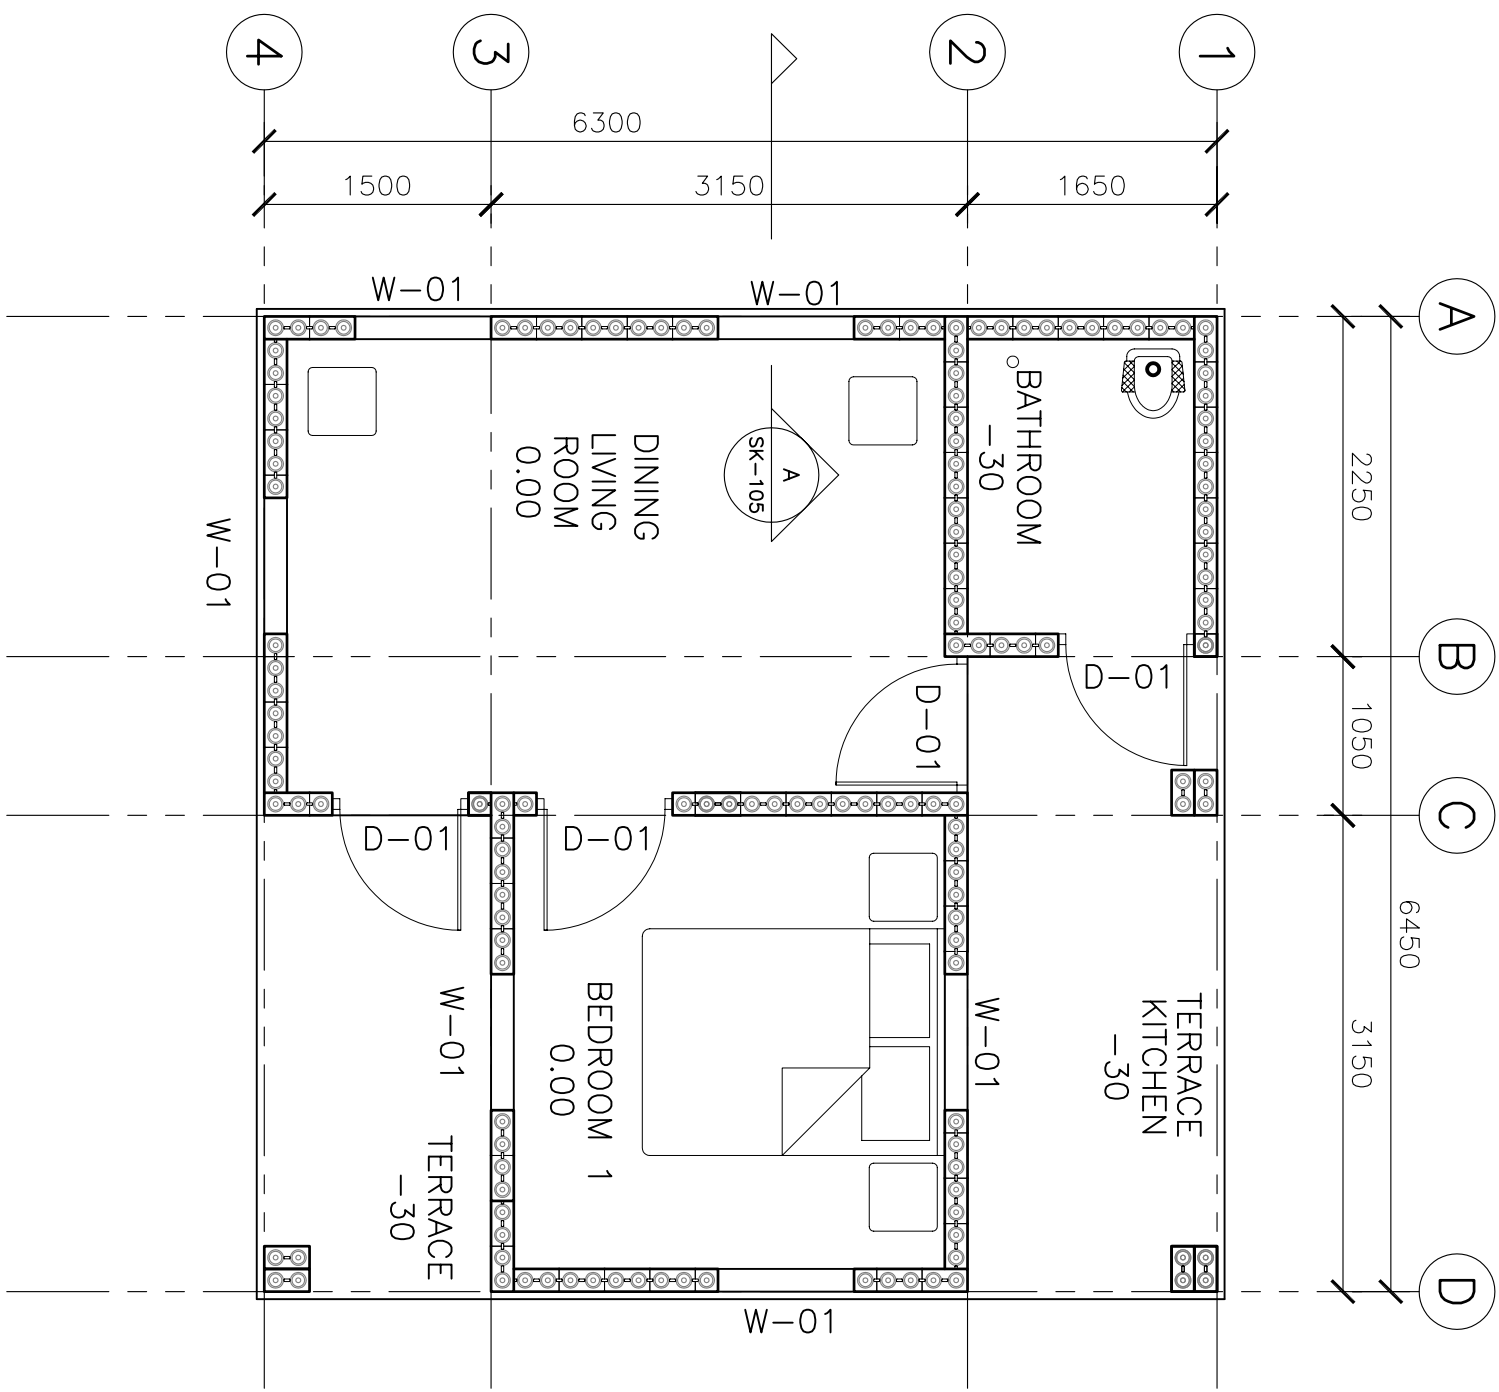 4
3
2
1
6300
1500
3150
1650
A
B
C
D
2250
1050
3150
6450
W-01
W-01
W-01
DINING
LIVING
ROOM
0.00
A
SK-105
BATHROOM
-30
D-01
D-01
D-01
D-01
W-01
BEDROOM 1
0.00
W-01
TERRACE
KITCHEN
-30
TERRACE
-30
W-01